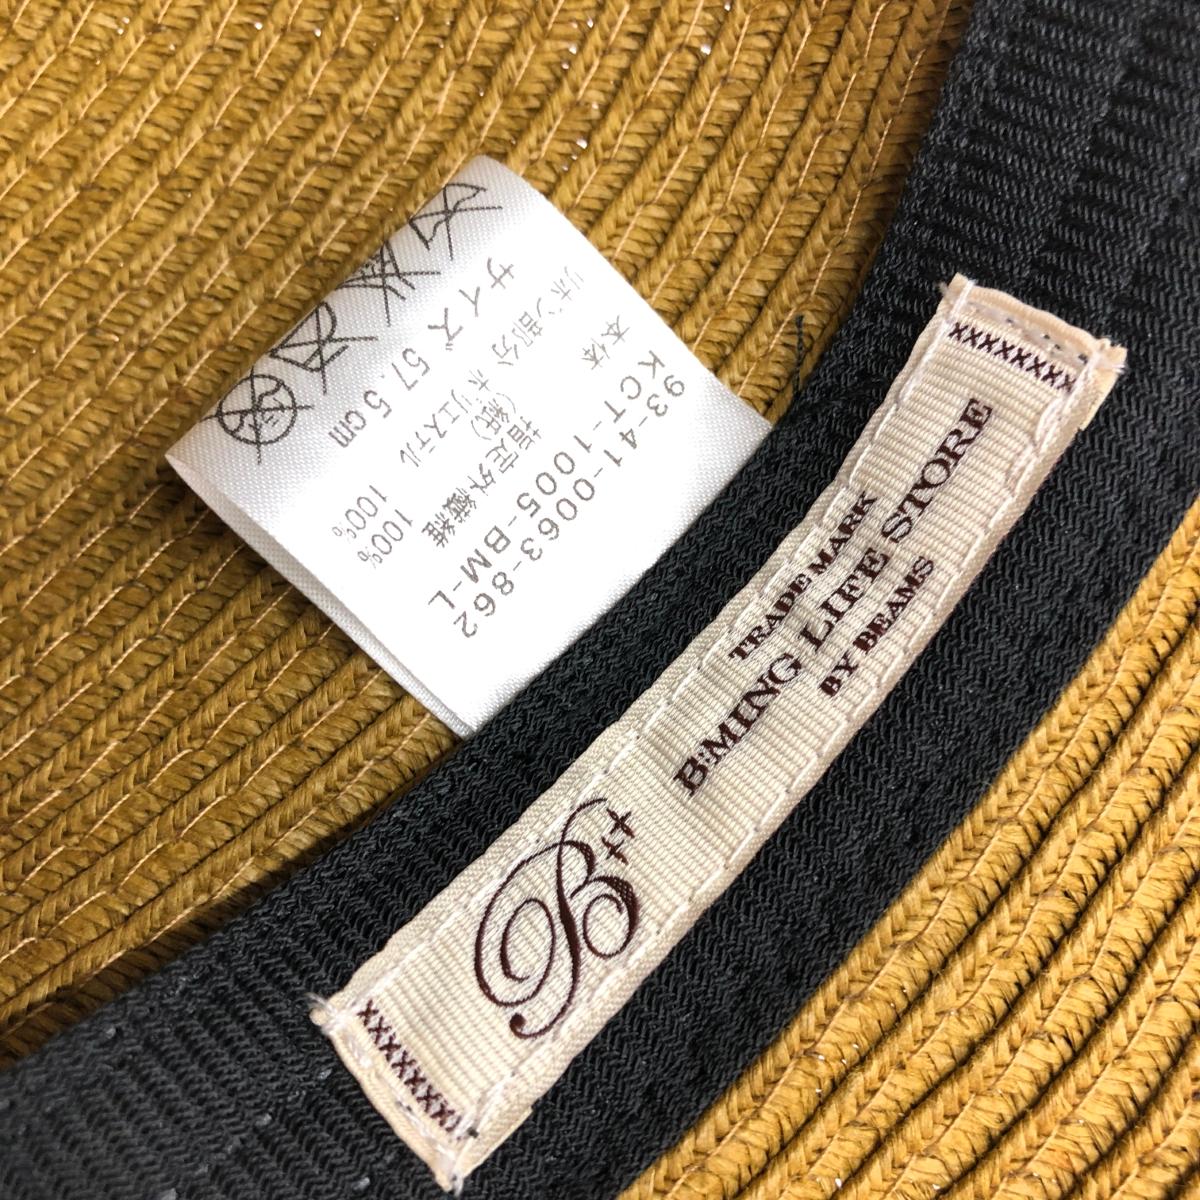 93-41-0063-862
KCT-1005-BM-L
本体 指定外繊維 100%
(紙)
リボン部分 ポリエステル 100%
サイズ 57.5cm
B
TRADE MARK
B:MING LIFE STORE
BY BEAMS